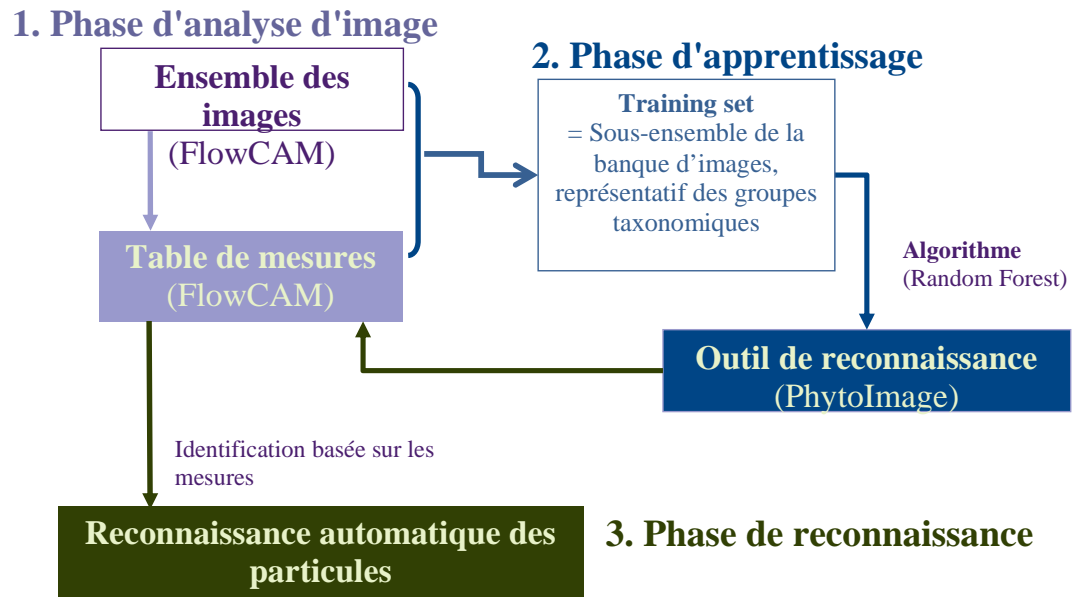 1. Phase d'analyse d'image
Ensemble des
images
(FlowCAM)
2. Phase d'apprentissage
Training set
= Sous-ensemble de la
banque d’images,
représentatif des groupes
taxonomiques
Table de mesures
(FlowCAM)
Algorithme
(Random Forest)
Outil de reconnaissance
(PhytoImage)
Identification basée sur les
mesures
Reconnaissance automatique des
particules
3. Phase de reconnaissance